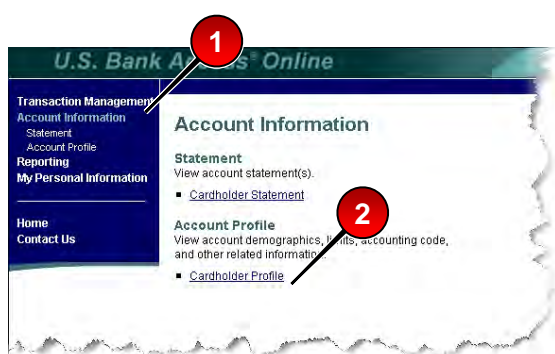 U.S. Bank Access® Online
1
Transaction Management
Account Information
Statement
Account Profile
Reporting
My Personal Information
Home
Contact Us
Account Information
Statement
View account statement(s).
Cardholder Statement
2
Account Profile
View account demographics, limits, accounting code,
and other related information.
Cardholder Profile